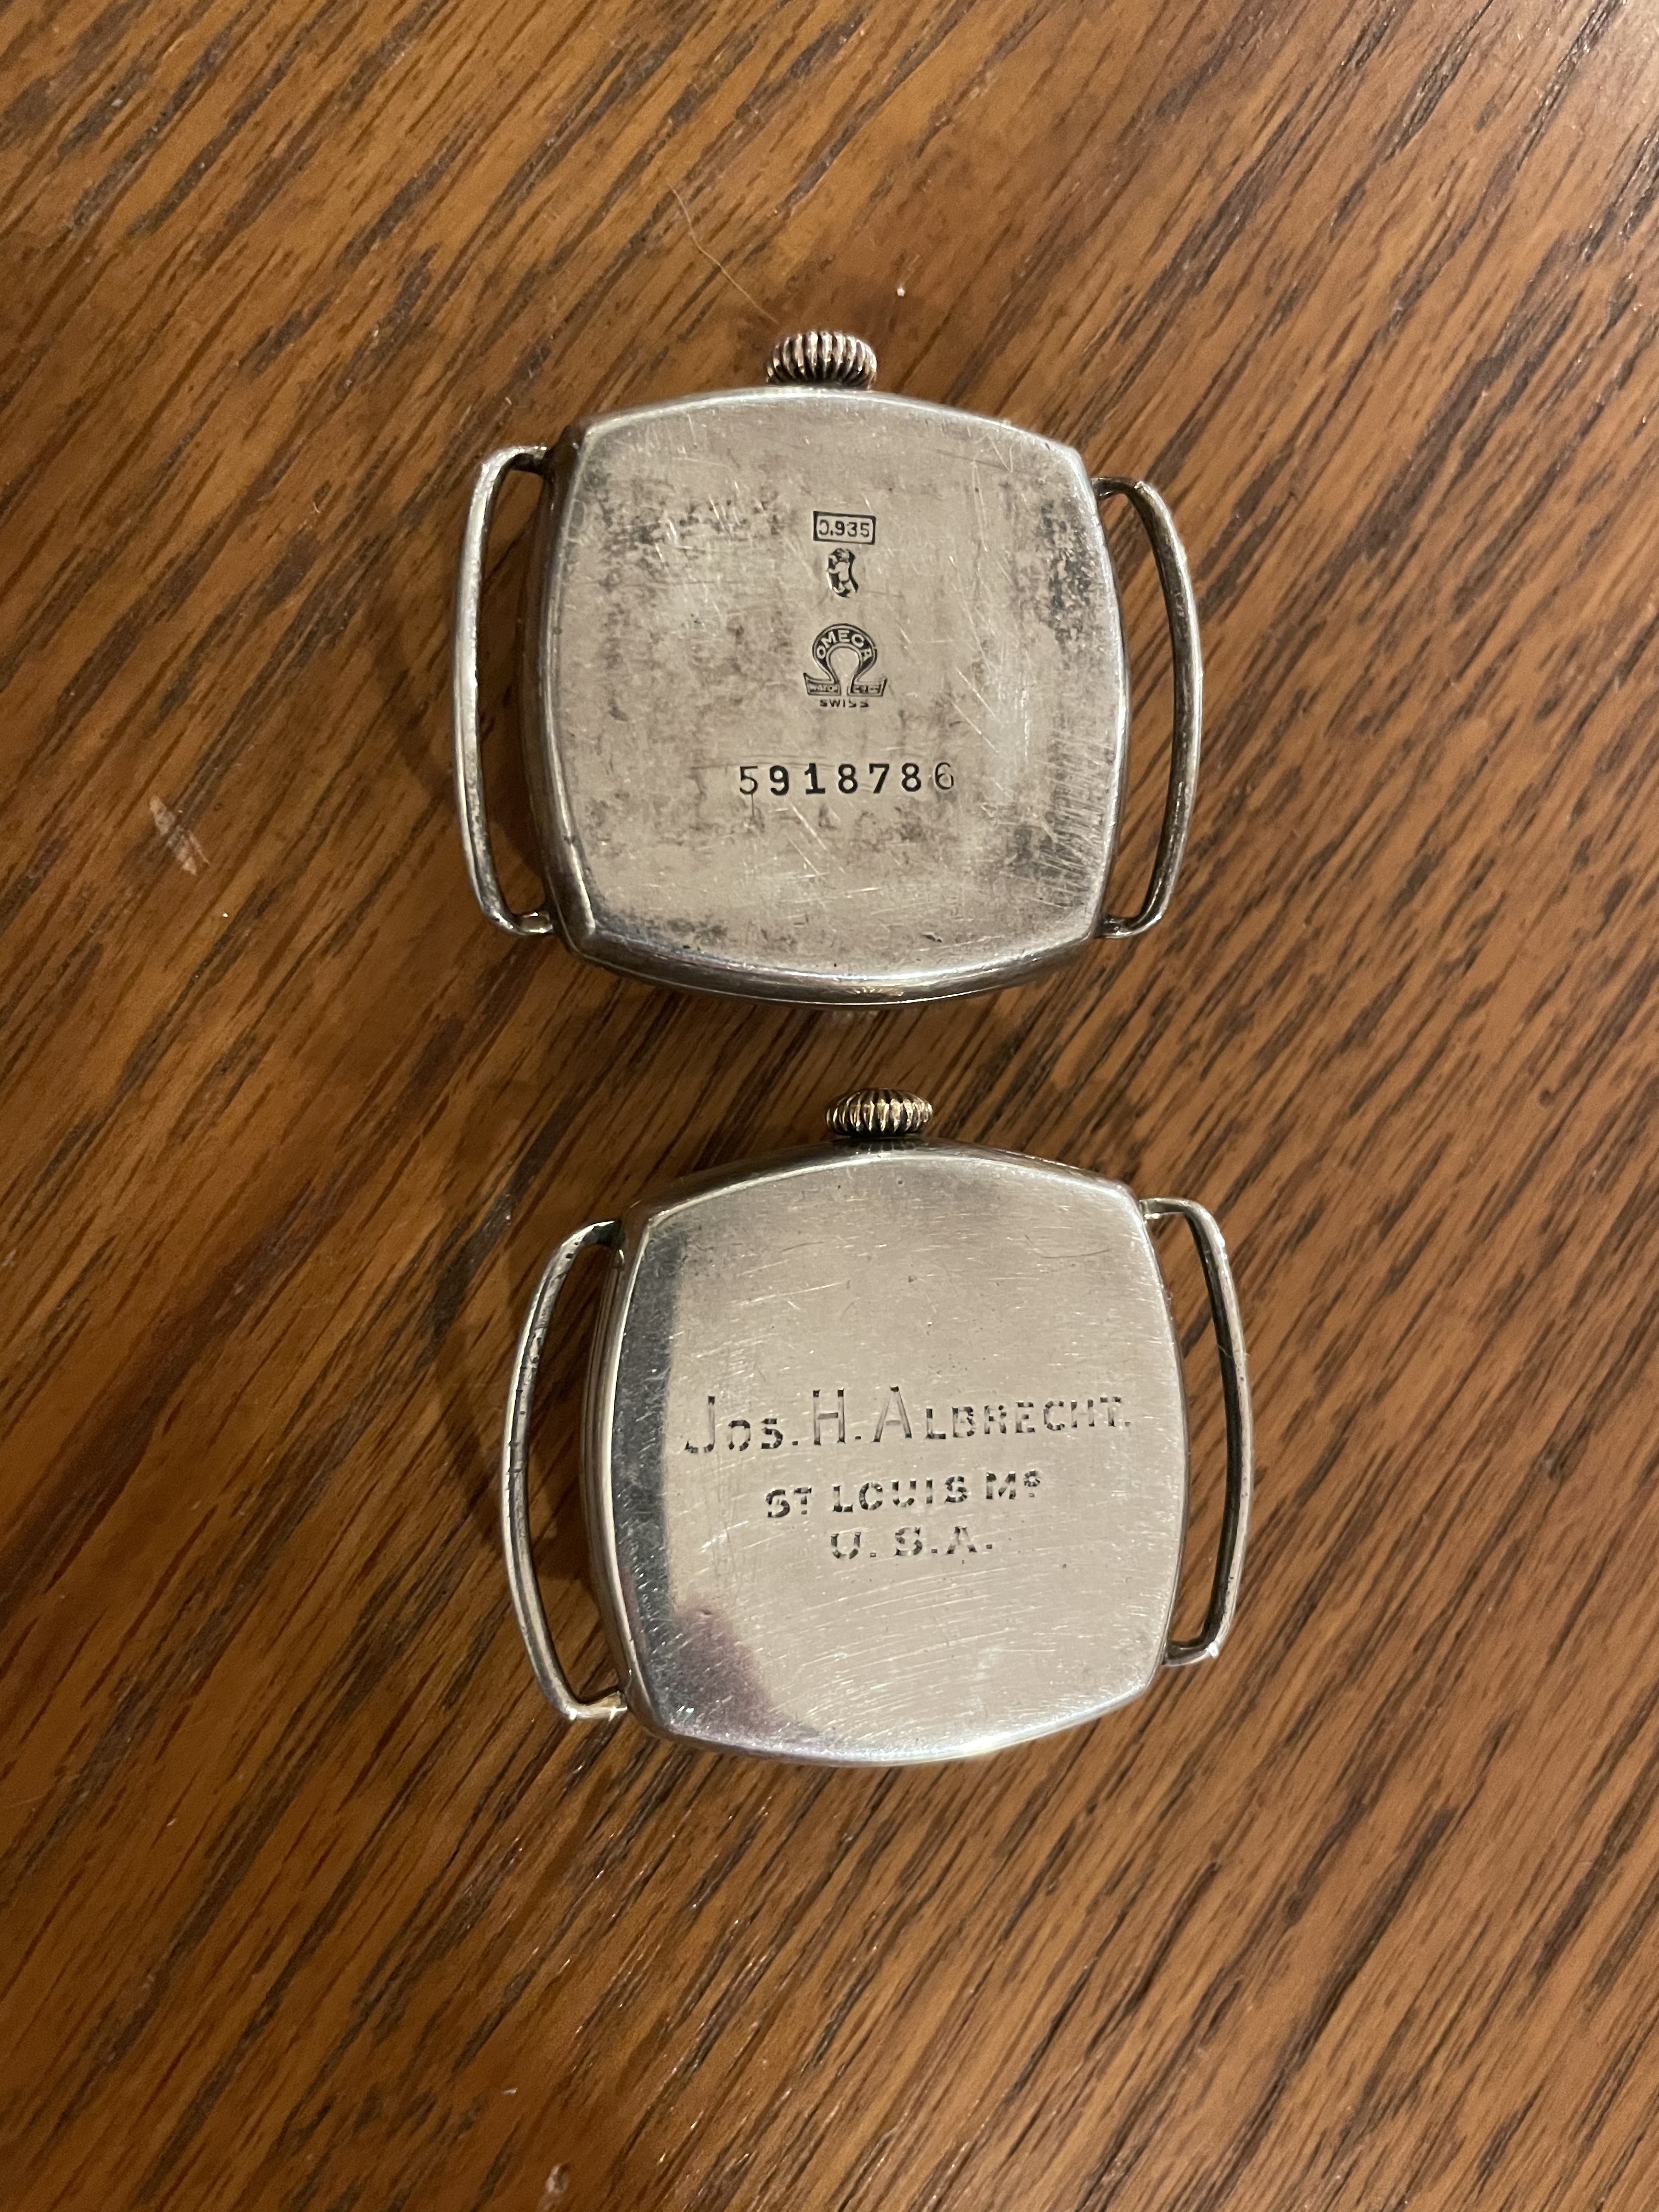 0.935
OMEGA
WATCH Co
SWISS
5918786
Jos. H. ALBRECHT.
ST LOUIS Mo
U.S.A.